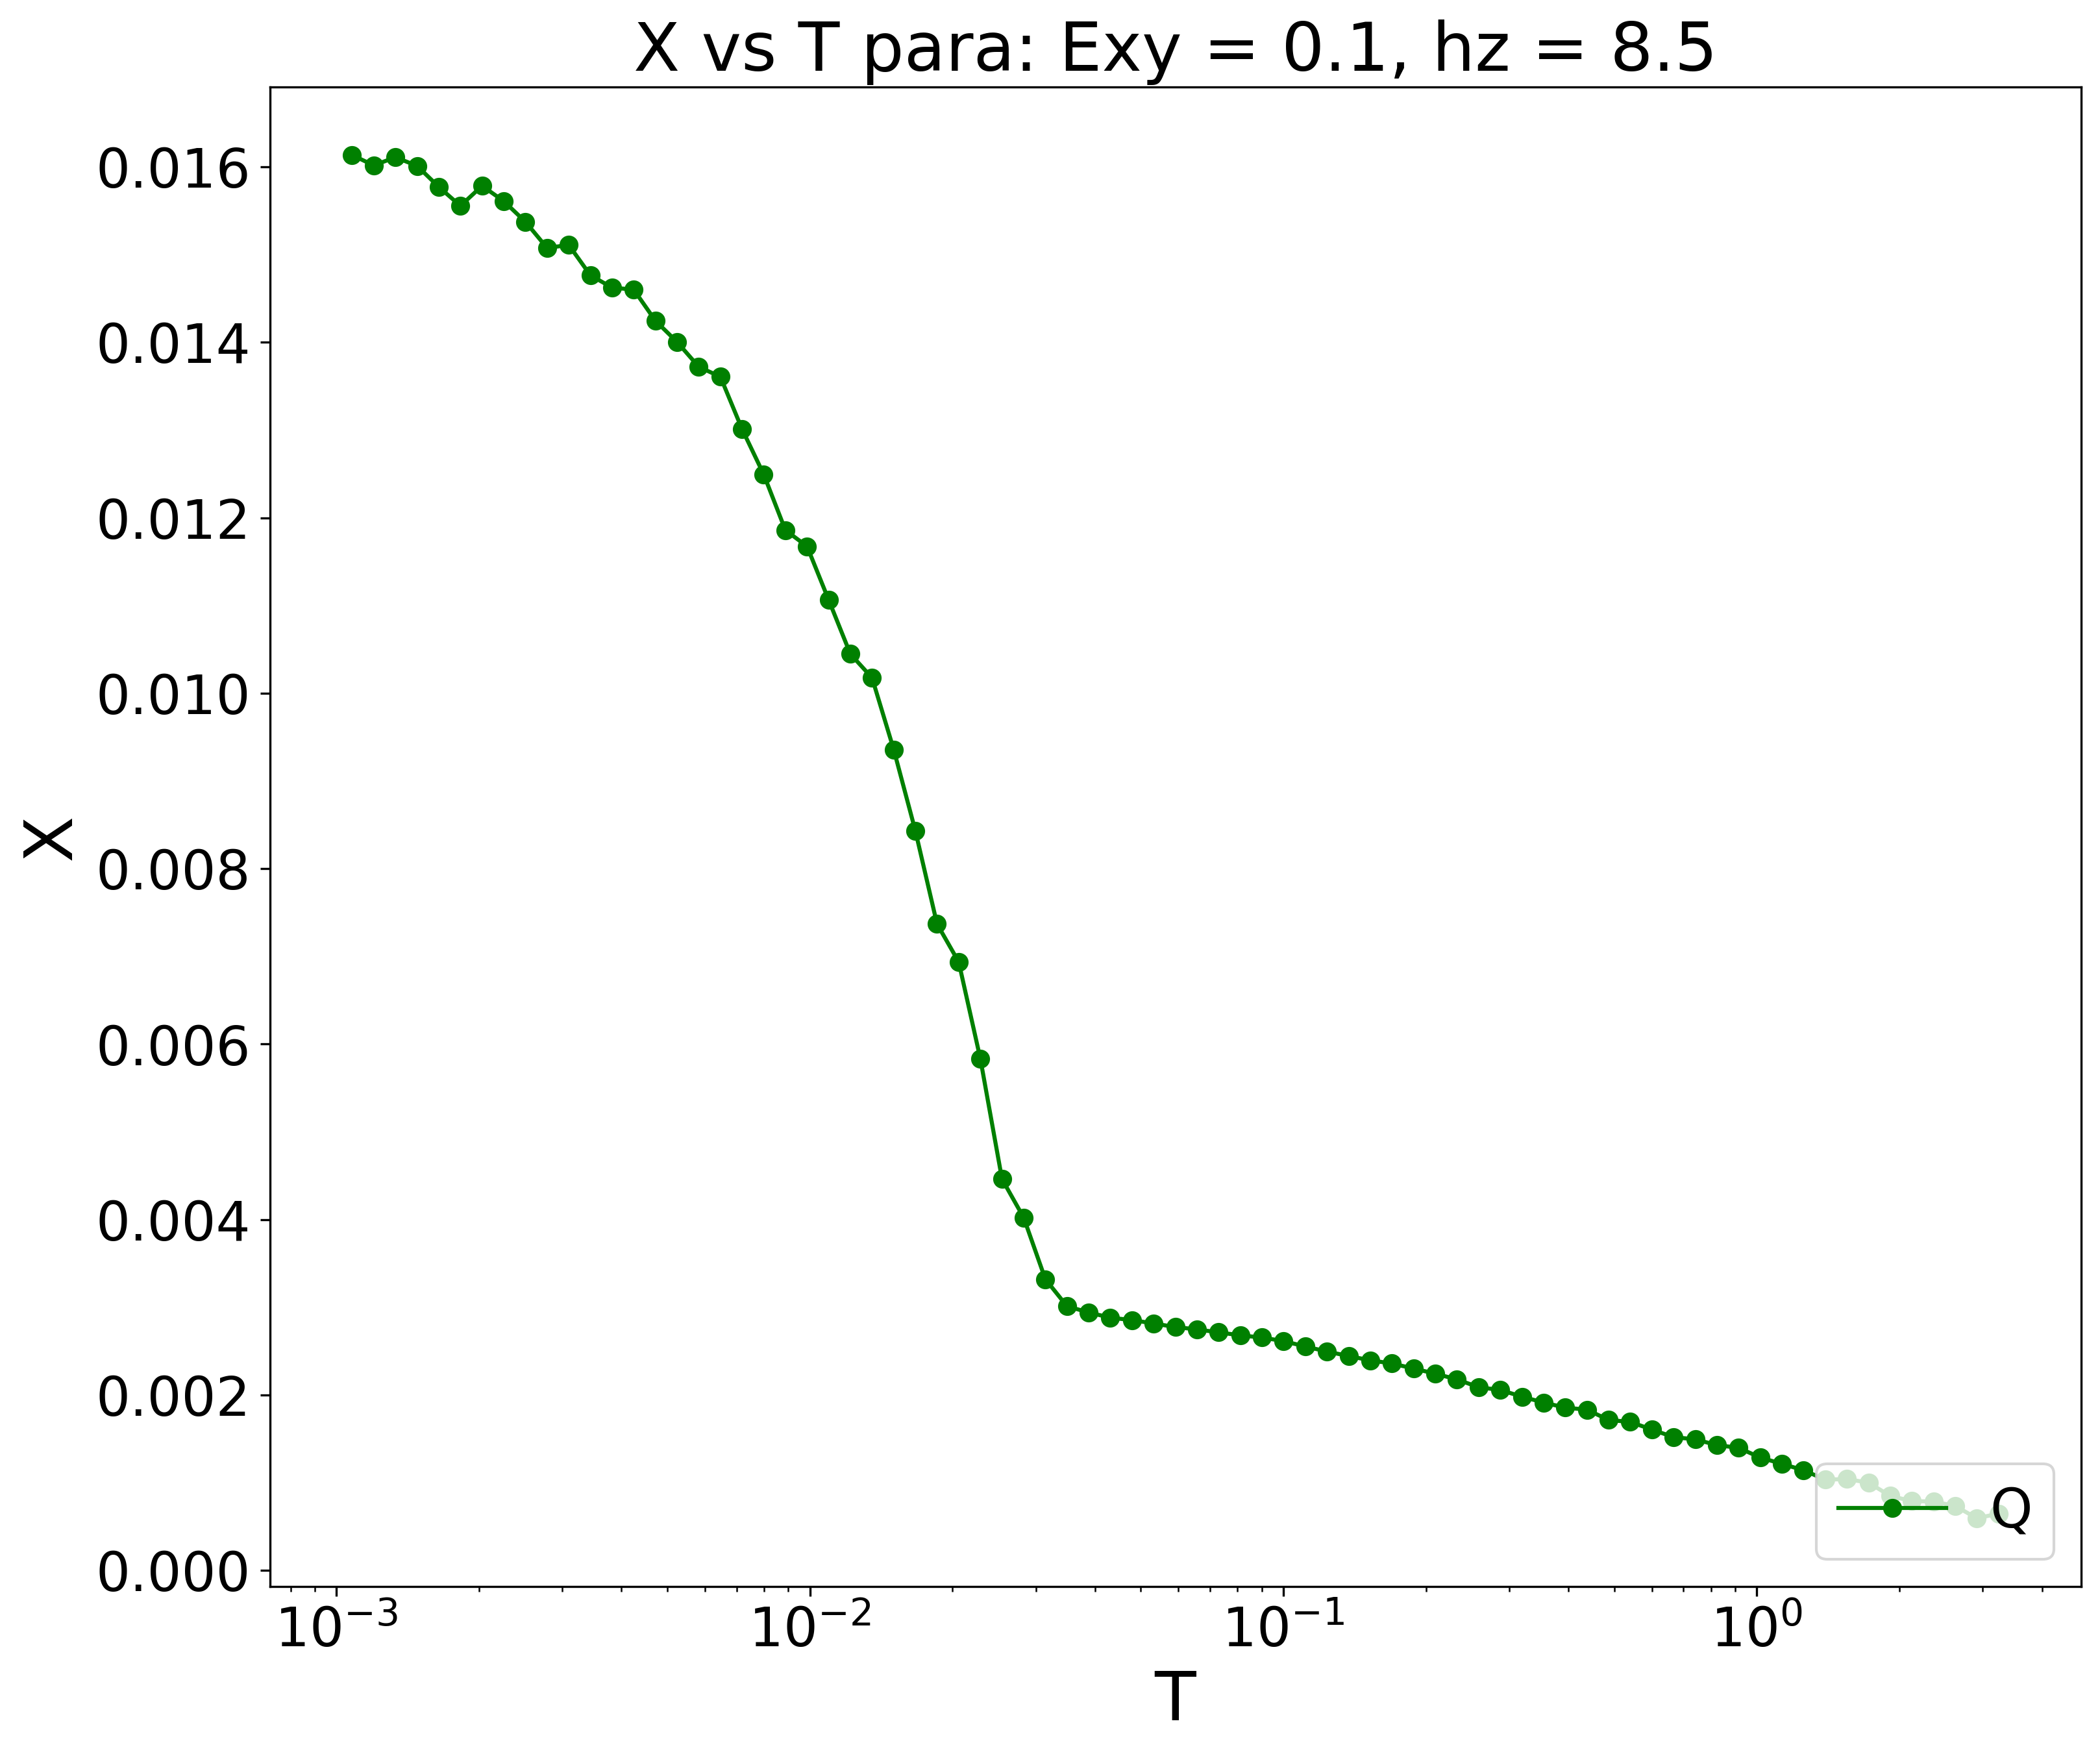 X vs T para: Exy = 0.1, hz = 8.5
0.016
0.014
0.012
0.010
0.008
0.006
0.004
0.002
0.000
X
Q
10⁻³ 10⁻² 10⁻¹ 10⁰
T